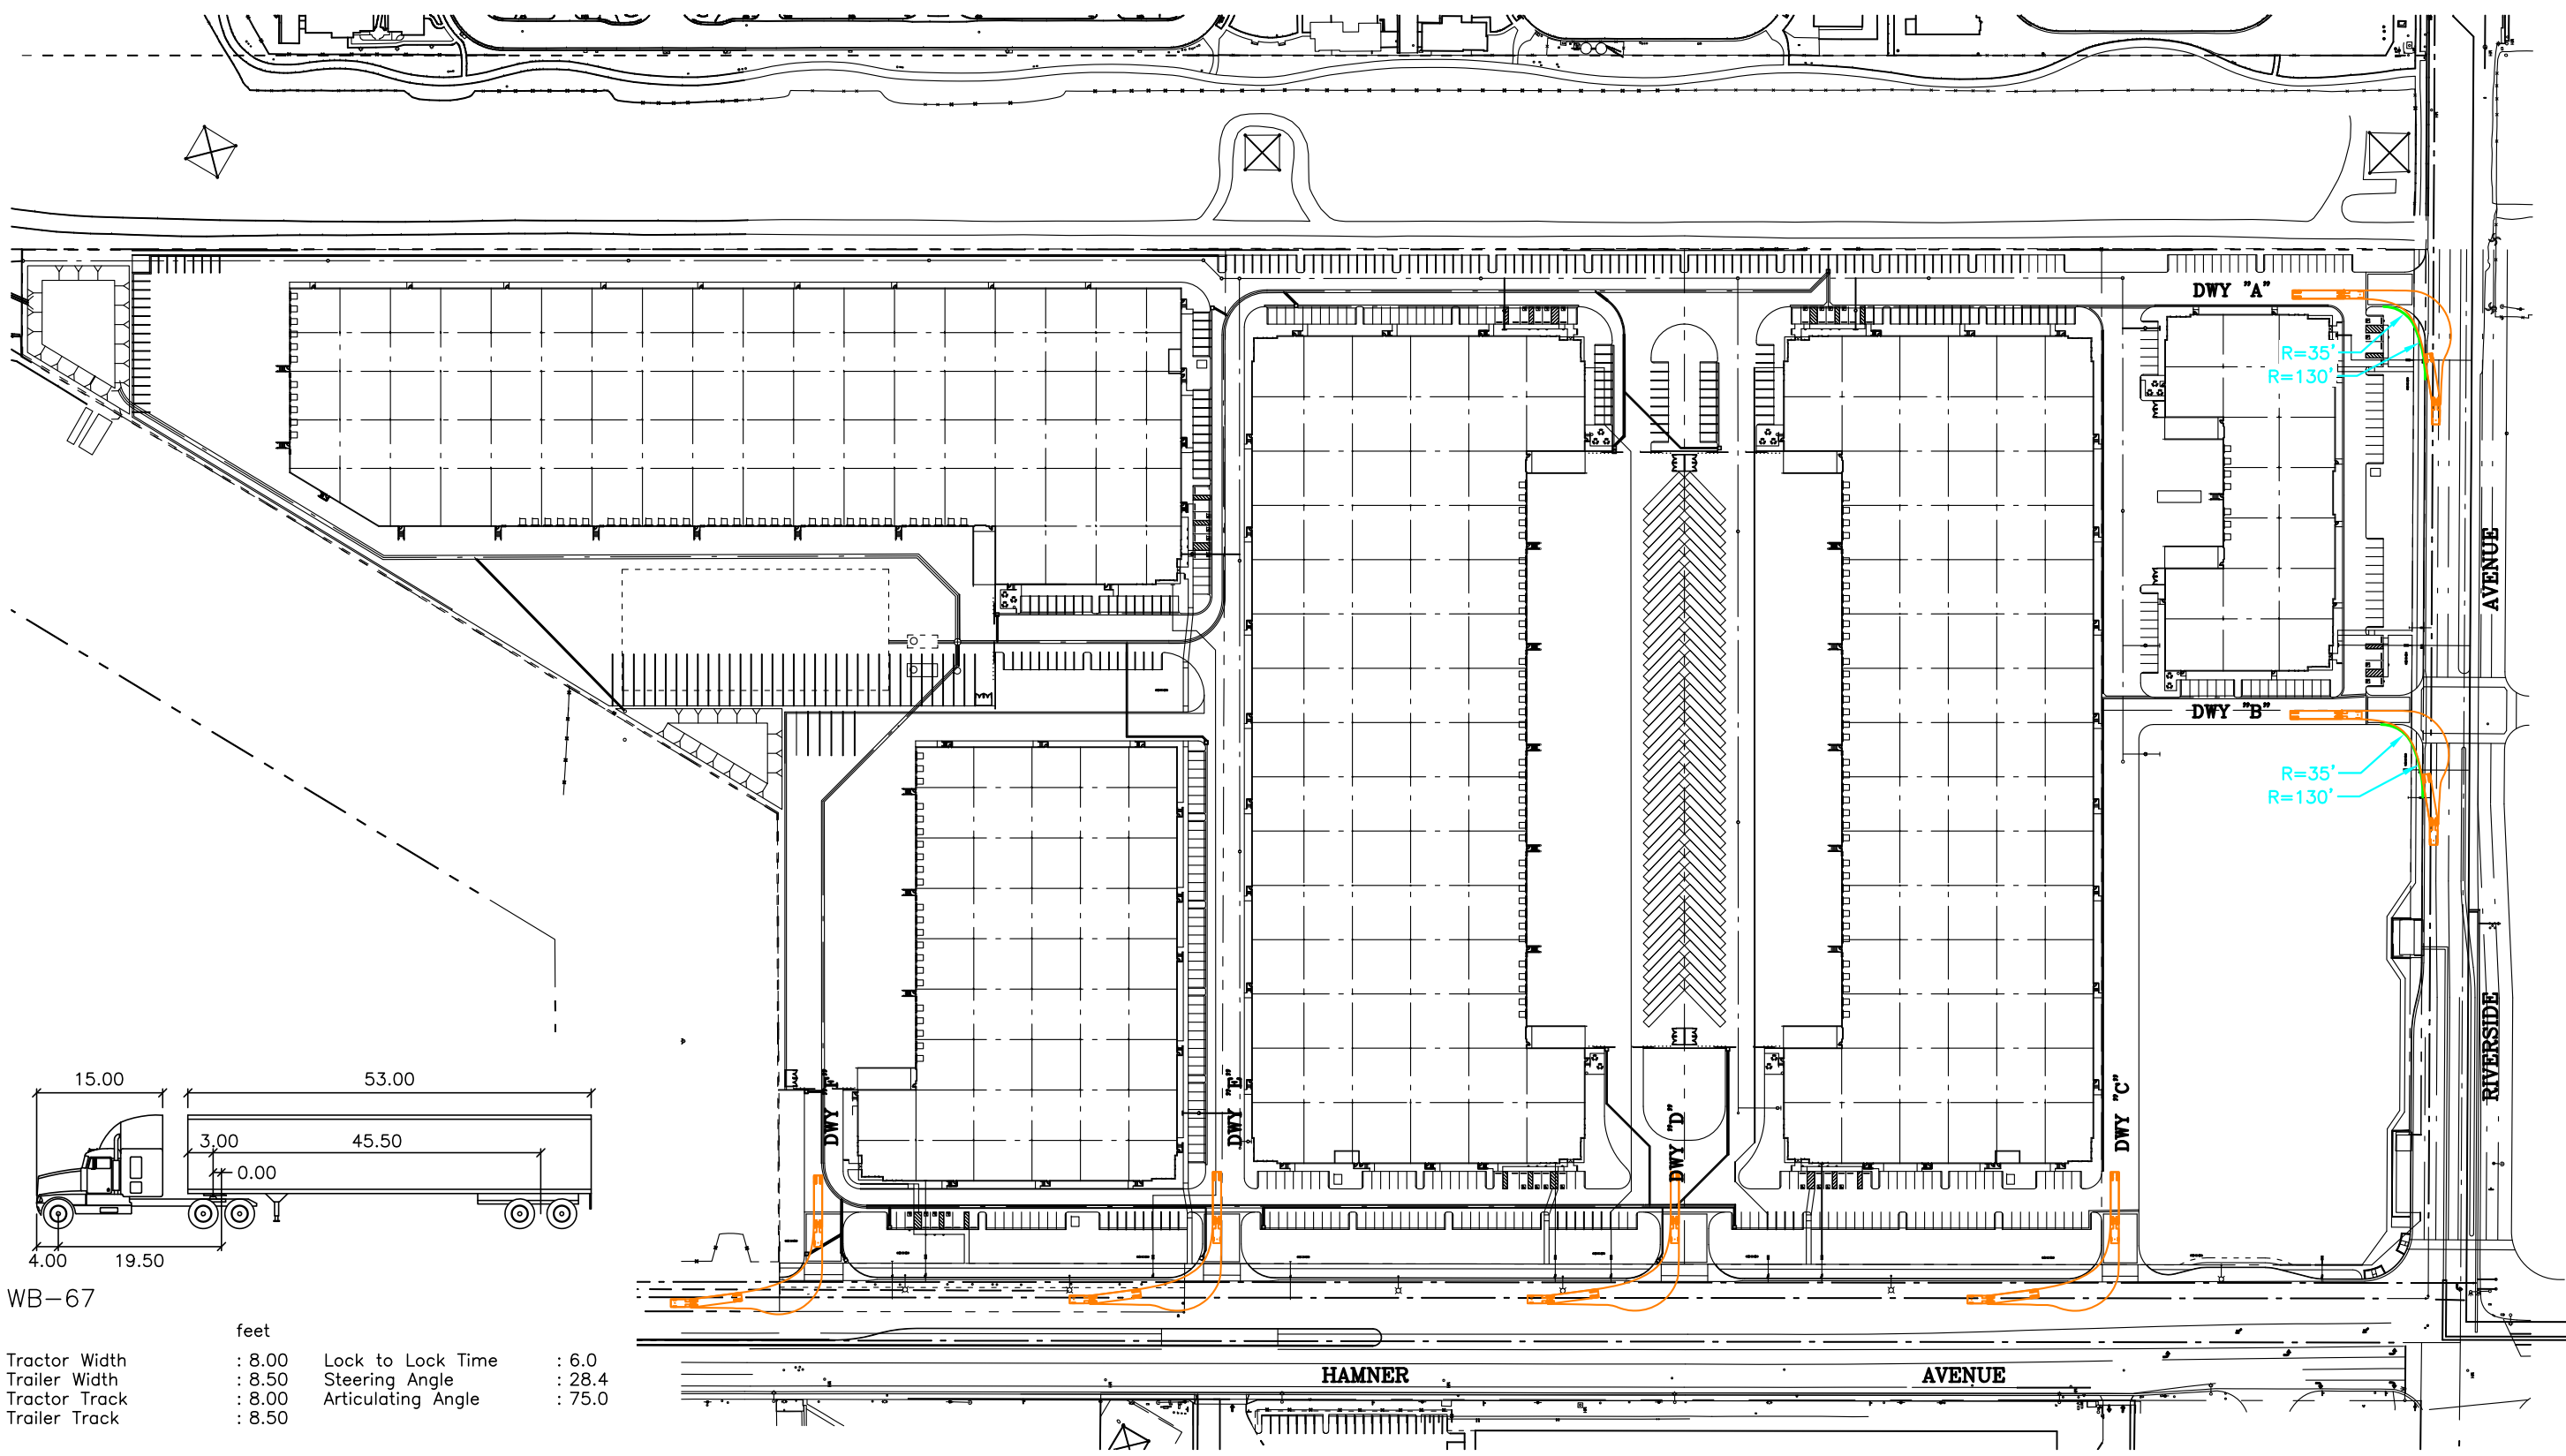 DWY "A"
R=35'
R=130'
AVENUE
DWY "B"
R=35'
R=130'
RIVERSIDE
DWY "F"
DWY "E"
DWY "D"
DWY "C"
15.00
53.00
3.00
45.50
0.00
4.00
19.50
WB-67
feet
Tractor Width : 8.00 Lock to Lock Time : 6.0
Trailer Width : 8.50 Steering Angle : 28.4
Tractor Track : 8.00 Articulating Angle : 75.0
Trailer Track : 8.50
HAMNER AVENUE